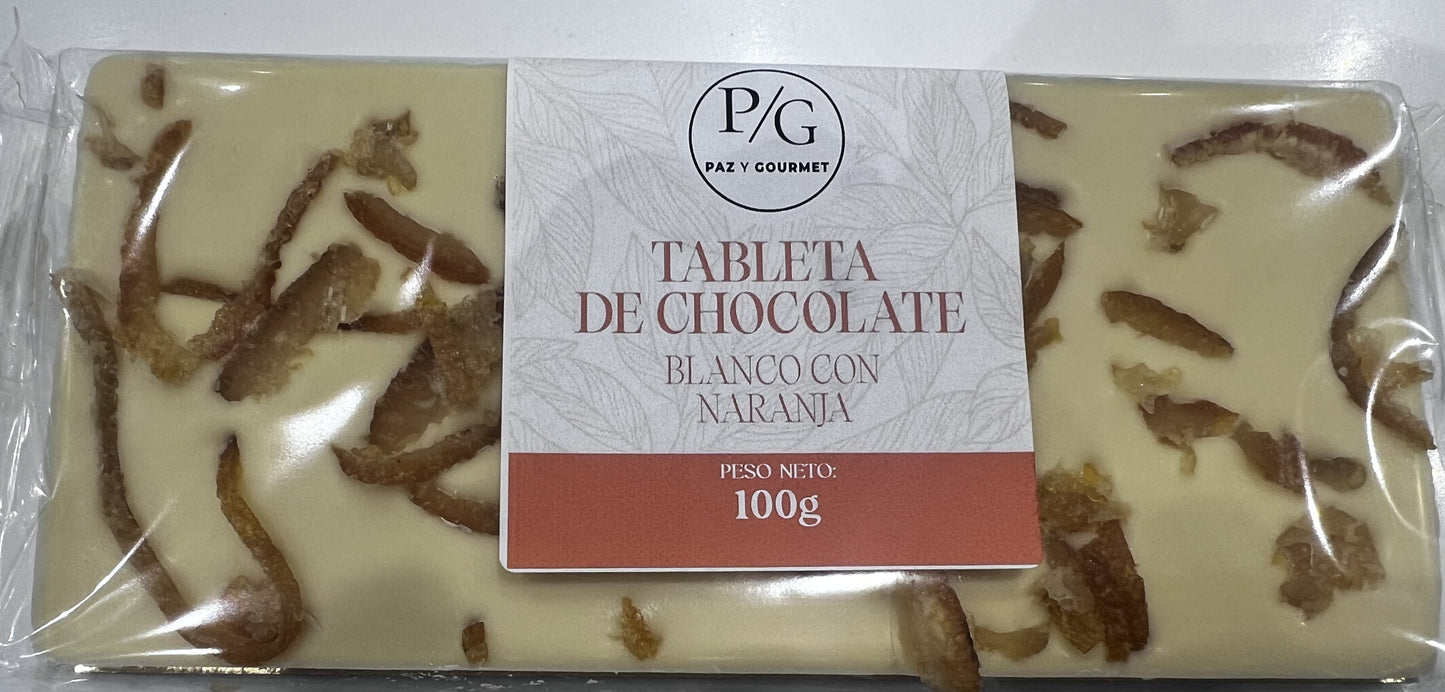 P/G
PAZ Y GOURMET
TABLETA
DE CHOCOLATE
BLANCO CON
NARANJA
PESO NETO:
100g